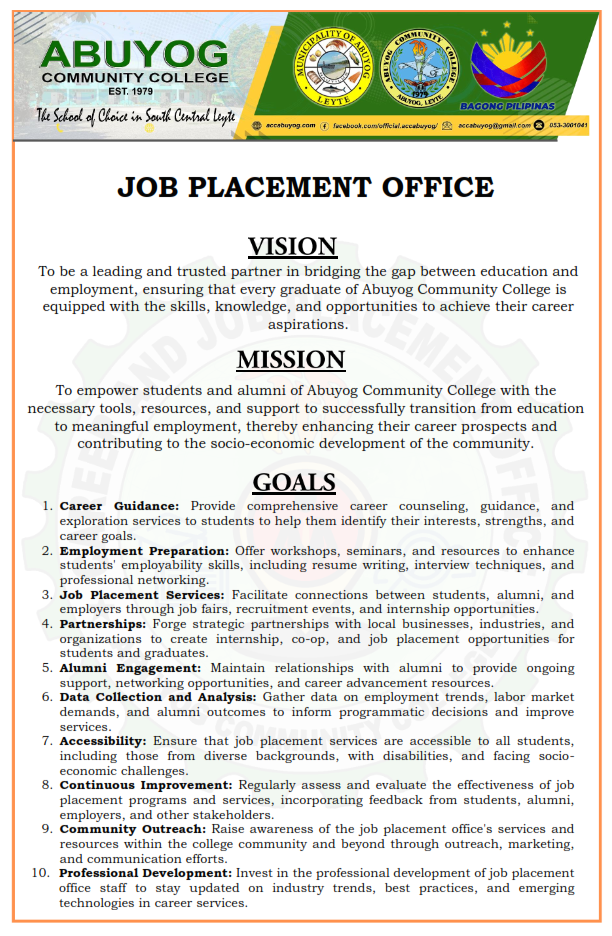 ABUYOG
COMMUNITY COLLEGE
EST. 1979
The School of Choice in South Central Leyte
MUNICIPALITY OF ABUYOG
LEYTE
ABUYOG COMMUNITY COLLEGE
1979
ABUYOG, LEYTE
BAGONG PILIPINAS
accabuyog.com facebook.com/official.accabuyog/ accabuyog@gmail.com 053-3001041
JOB PLACEMENT OFFICE
VISION
To be a leading and trusted partner in bridging the gap between education and
employment, ensuring that every graduate of Abuyog Community College is
equipped with the skills, knowledge, and opportunities to achieve their career
aspirations.
MISSION
To empower students and alumni of Abuyog Community College with the
necessary tools, resources, and support to successfully transition from education
to meaningful employment, thereby enhancing their career prospects and
contributing to the socio-economic development of the community.
GOALS
1. Career Guidance: Provide comprehensive career counseling, guidance, and
exploration services to students to help them identify their interests, strengths, and
career goals.
2. Employment Preparation: Offer workshops, seminars, and resources to enhance
students' employability skills, including resume writing, interview techniques, and
professional networking.
3. Job Placement Services: Facilitate connections between students, alumni, and
employers through job fairs, recruitment events, and internship opportunities.
4. Partnerships: Forge strategic partnerships with local businesses, industries, and
organizations to create internship, co-op, and job placement opportunities for
students and graduates.
5. Alumni Engagement: Maintain relationships with alumni to provide ongoing
support, networking opportunities, and career advancement resources.
6. Data Collection and Analysis: Gather data on employment trends, labor market
demands, and alumni outcomes to inform programmatic decisions and improve
services.
7. Accessibility: Ensure that job placement services are accessible to all students,
including those from diverse backgrounds, with disabilities, and facing socio-
economic challenges.
8. Continuous Improvement: Regularly assess and evaluate the effectiveness of job
placement programs and services, incorporating feedback from students, alumni,
employers, and other stakeholders.
9. Community Outreach: Raise awareness of the job placement office's services and
resources within the college community and beyond through outreach, marketing,
and communication efforts.
10. Professional Development: Invest in the professional development of job placement
office staff to stay updated on industry trends, best practices, and emerging
technologies in career services.